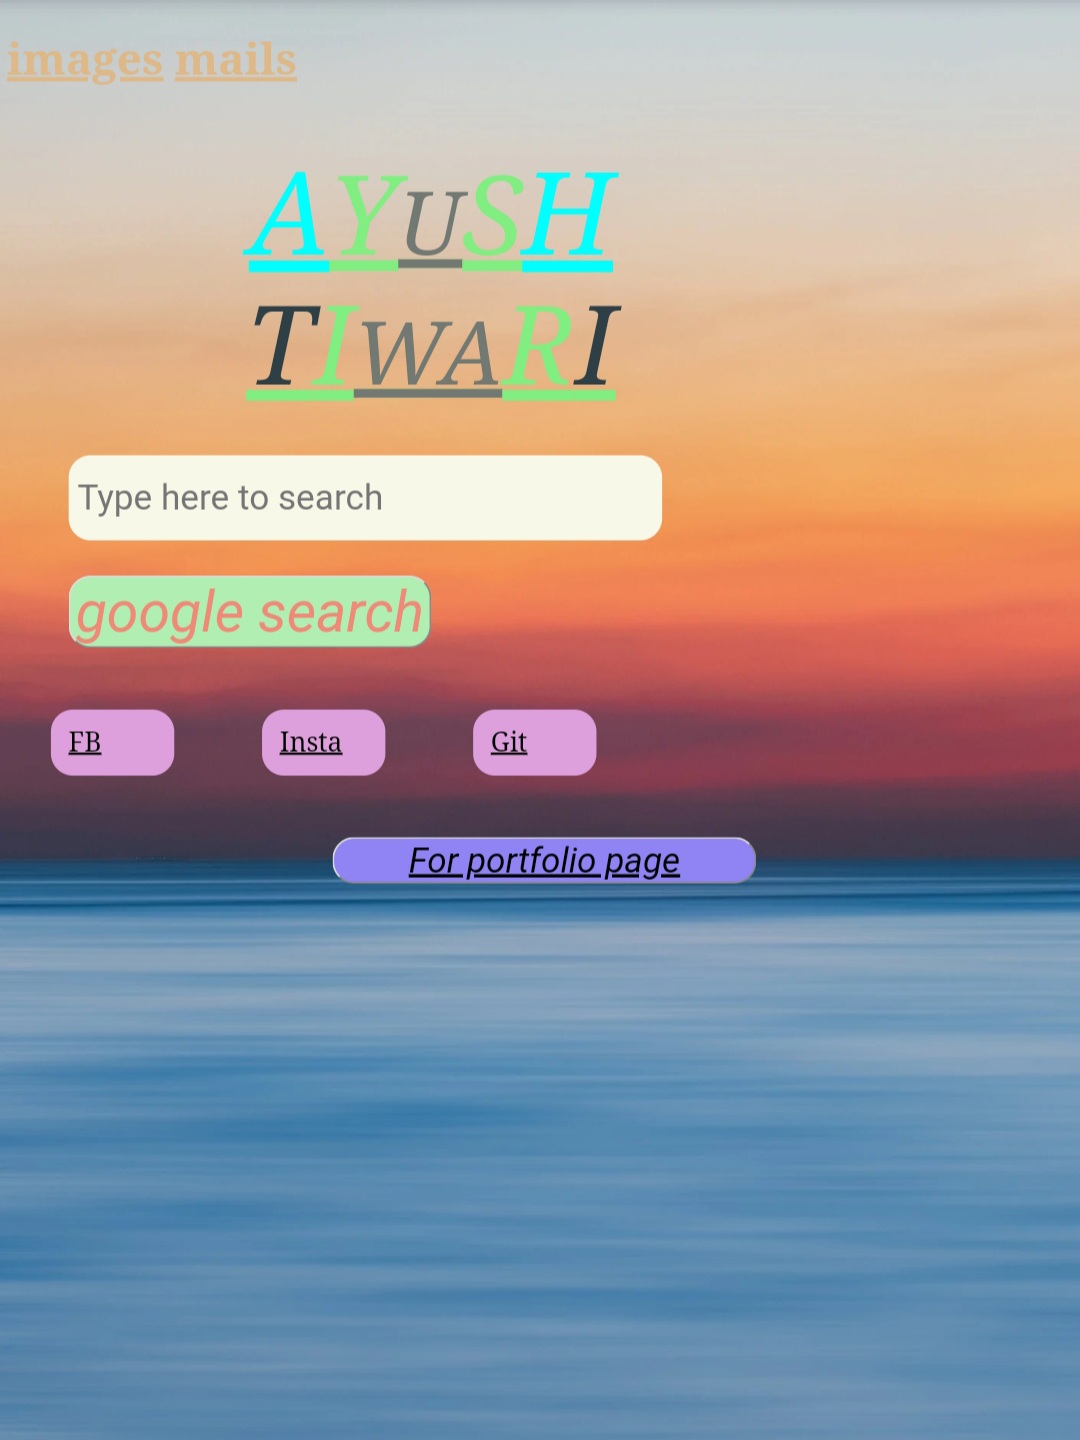 images mails
AYUSH
TIWARI
Type here to search
google search
FB Insta Git
For portfolio page